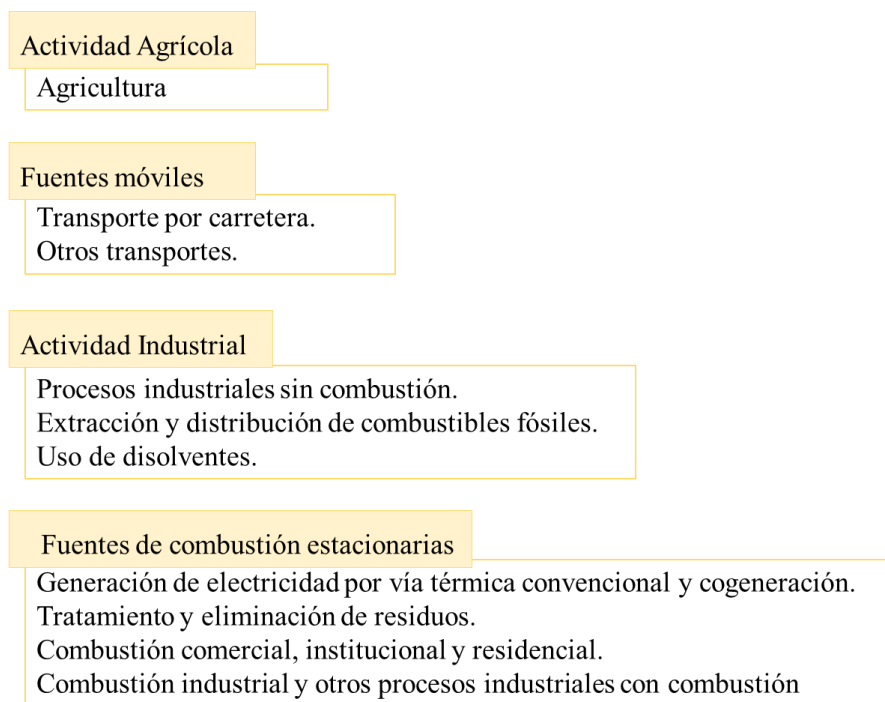 Actividad Agrícola
Agricultura
Fuentes móviles
Transporte por carretera.
Otros transportes.
Actividad Industrial
Procesos industriales sin combustión.
Extracción y distribución de combustibles fósiles.
Uso de disolventes.
Fuentes de combustión estacionarias
Generación de electricidad por vía térmica convencional y cogeneración.
Tratamiento y eliminación de residuos.
Combustión comercial, institucional y residencial.
Combustión industrial y otros procesos industriales con combustión